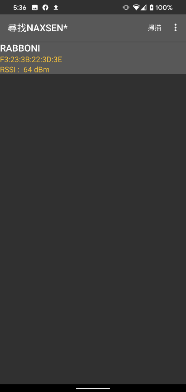 5:36
100%
尋找NAXSEN*
掃描
RABBONI
F3:23:3B:22:3D:3E
RSSI : -64 dBm